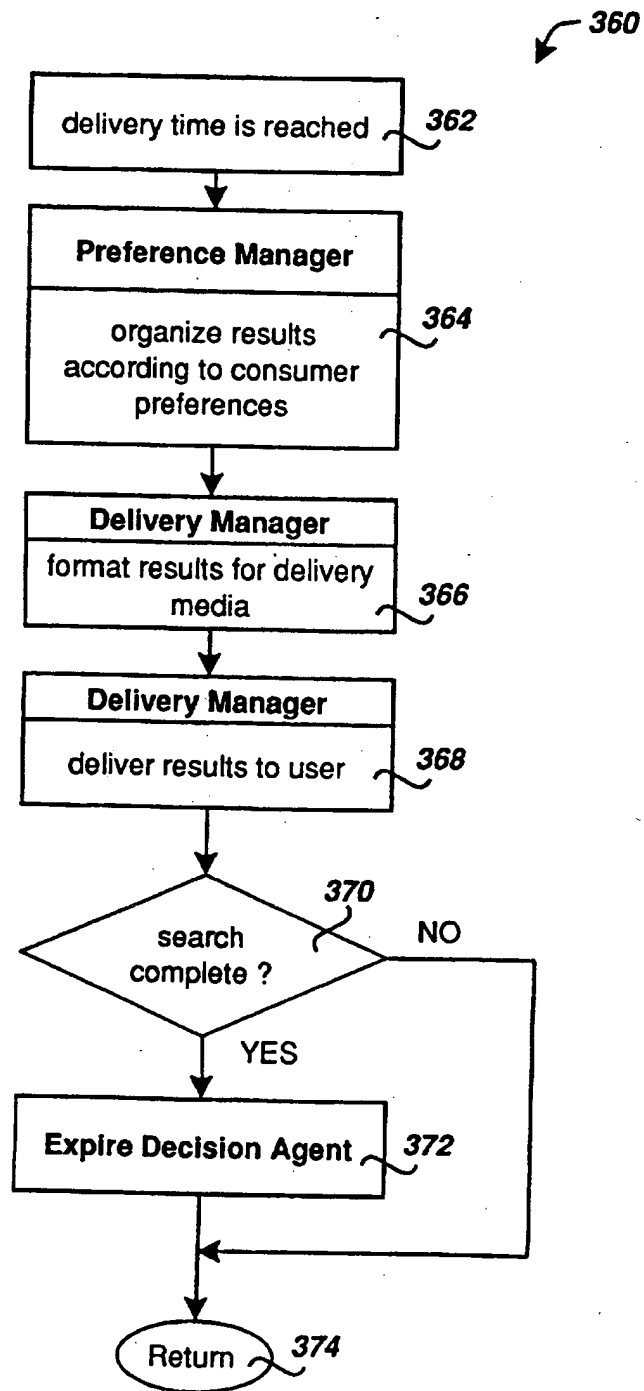 360
delivery time is reached
362
Preference Manager
organize results
according to consumer
preferences
364
Delivery Manager
format results for delivery
media
366
Delivery Manager
deliver results to user
368
370
search
complete ?
NO
YES
Expire Decision Agent
372
Return
374